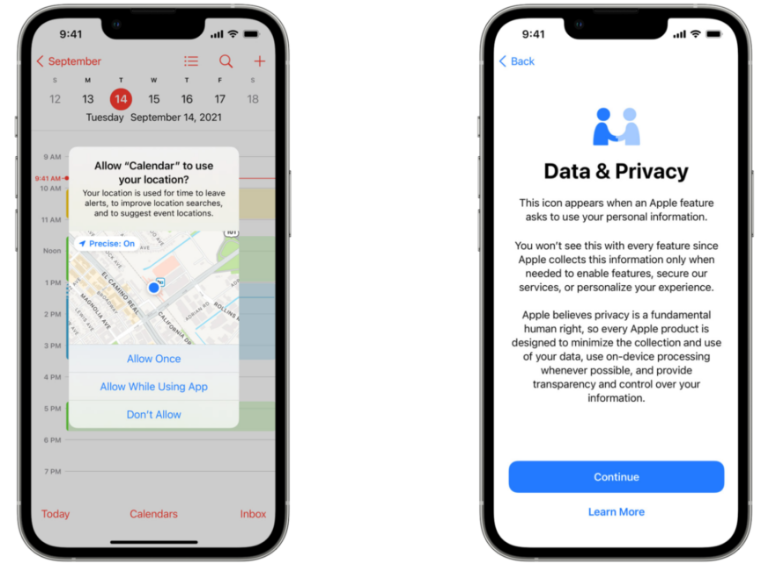 9:41
September
S M T W T F S
12 13 14 15 16 17 18
Tuesday September 14, 2021
9 AM
Allow “Calendar” to use
your location?
9:41 AM
10 AM
Your location is used for time to leave
alerts, to improve location searches,
and to suggest event locations.
11 AM
101
Precise: On
Noon
EL CAMINO REAL
1 PM
MAGNOLIA AVE
CALIFORNIA DR
ROLLINS
2 PM
3 PM
Allow Once
4 PM
Allow While Using App
5 PM
Don’t Allow
6 PM
7 PM
Today Calendars Inbox
9:41
Back
Data & Privacy
This icon appears when an Apple feature
asks to use your personal information.
You won’t see this with every feature since
Apple collects this information only when
needed to enable features, secure our
services, or personalize your experience.
Apple believes privacy is a fundamental
human right, so every Apple product is
designed to minimize the collection and use
of your data, use on-device processing
whenever possible, and provide
transparency and control over your
information.
Continue
Learn More